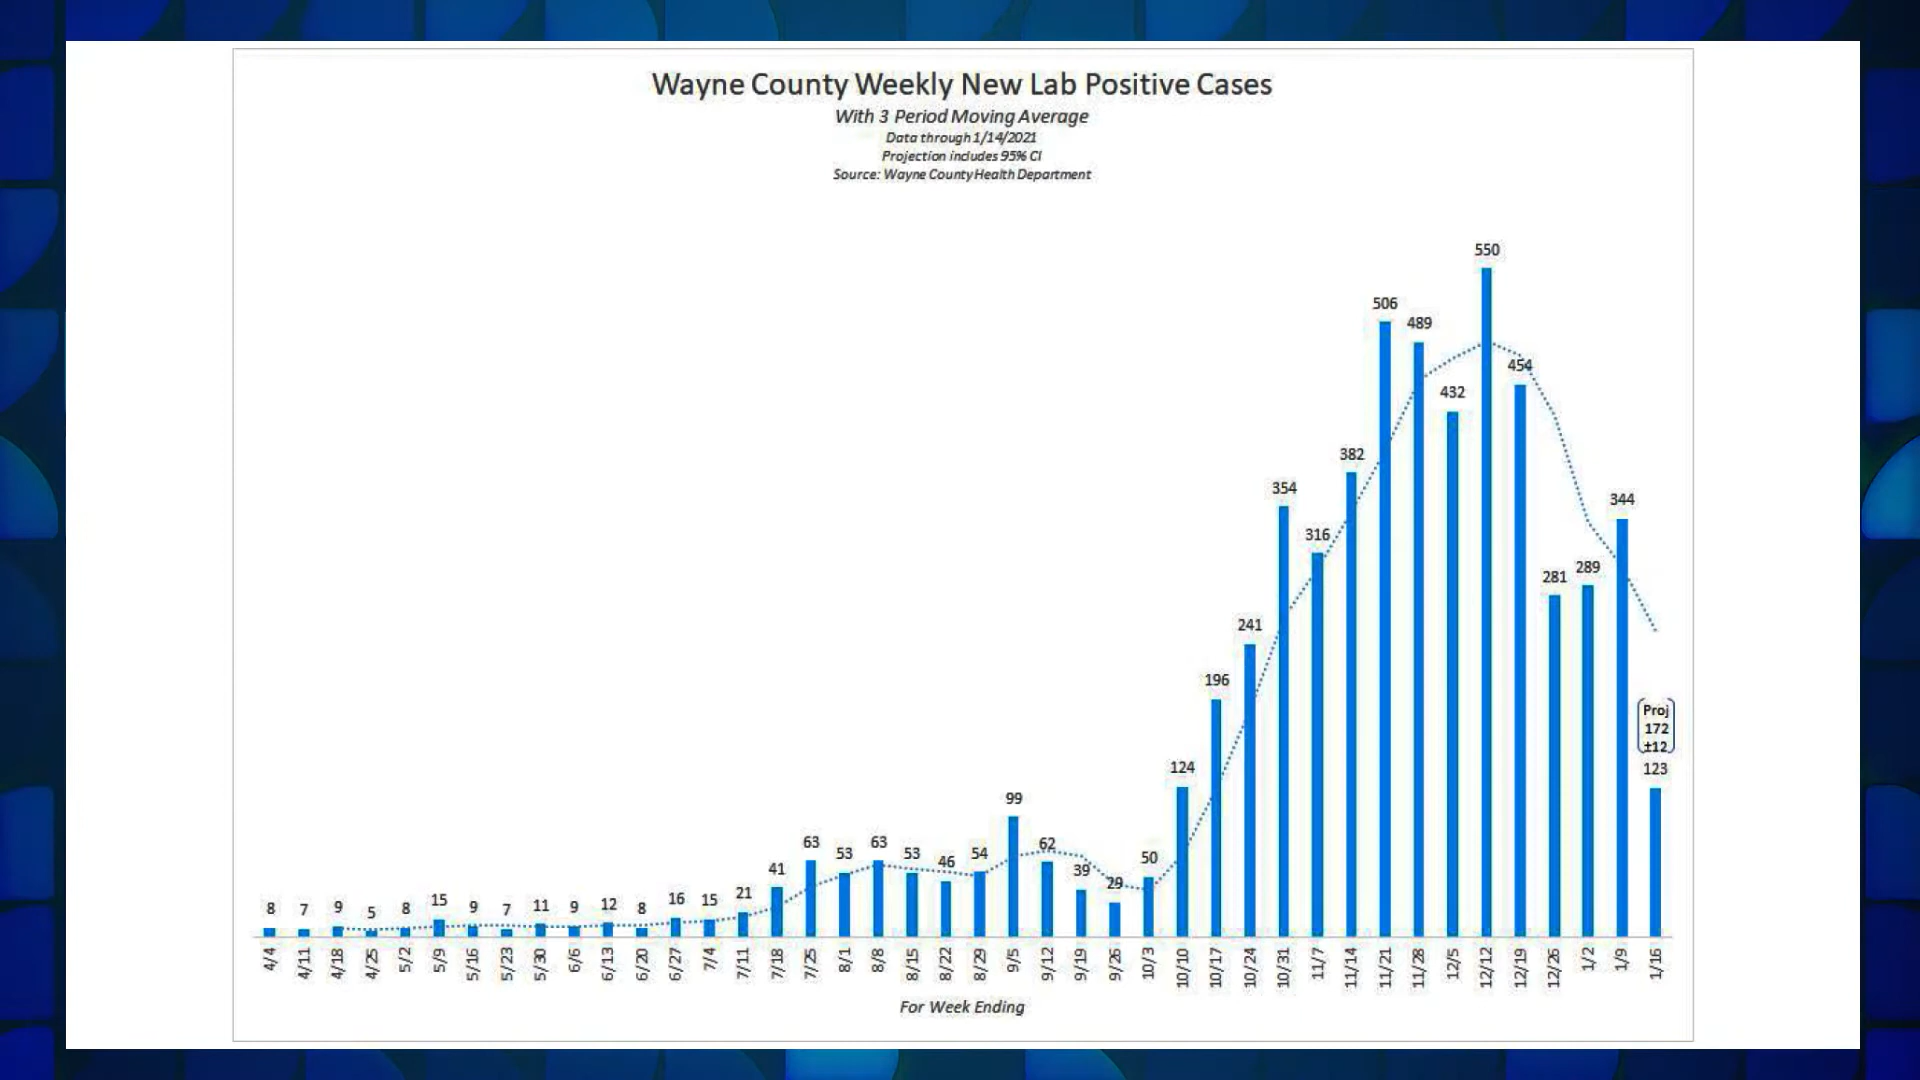 Wayne County Weekly New Lab Positive Cases
With 3 Period Moving Average
Data through 1/14/2021
Projection includes 95% CI
Source: Wayne County Health Department
8 7 9 5 8 15 9 7 11 9 12 8 16 15 21 41 63 53 63 53 46 54 99 62 39 29 50 124 196 241 354 316 382 506 489 432 550 454 281 289 344
Proj
172
±12
123
4/4 4/11 4/18 4/25 5/2 5/9 5/16 5/23 5/30 6/6 6/13 6/20 6/27 7/4 7/11 7/18 7/25 8/1 8/8 8/15 8/22 8/29 9/5 9/12 9/19 9/26 10/3 10/10 10/17 10/24 10/31 11/7 11/14 11/21 11/28 12/5 12/12 12/19 12/26 1/2 1/9 1/16
For Week Ending